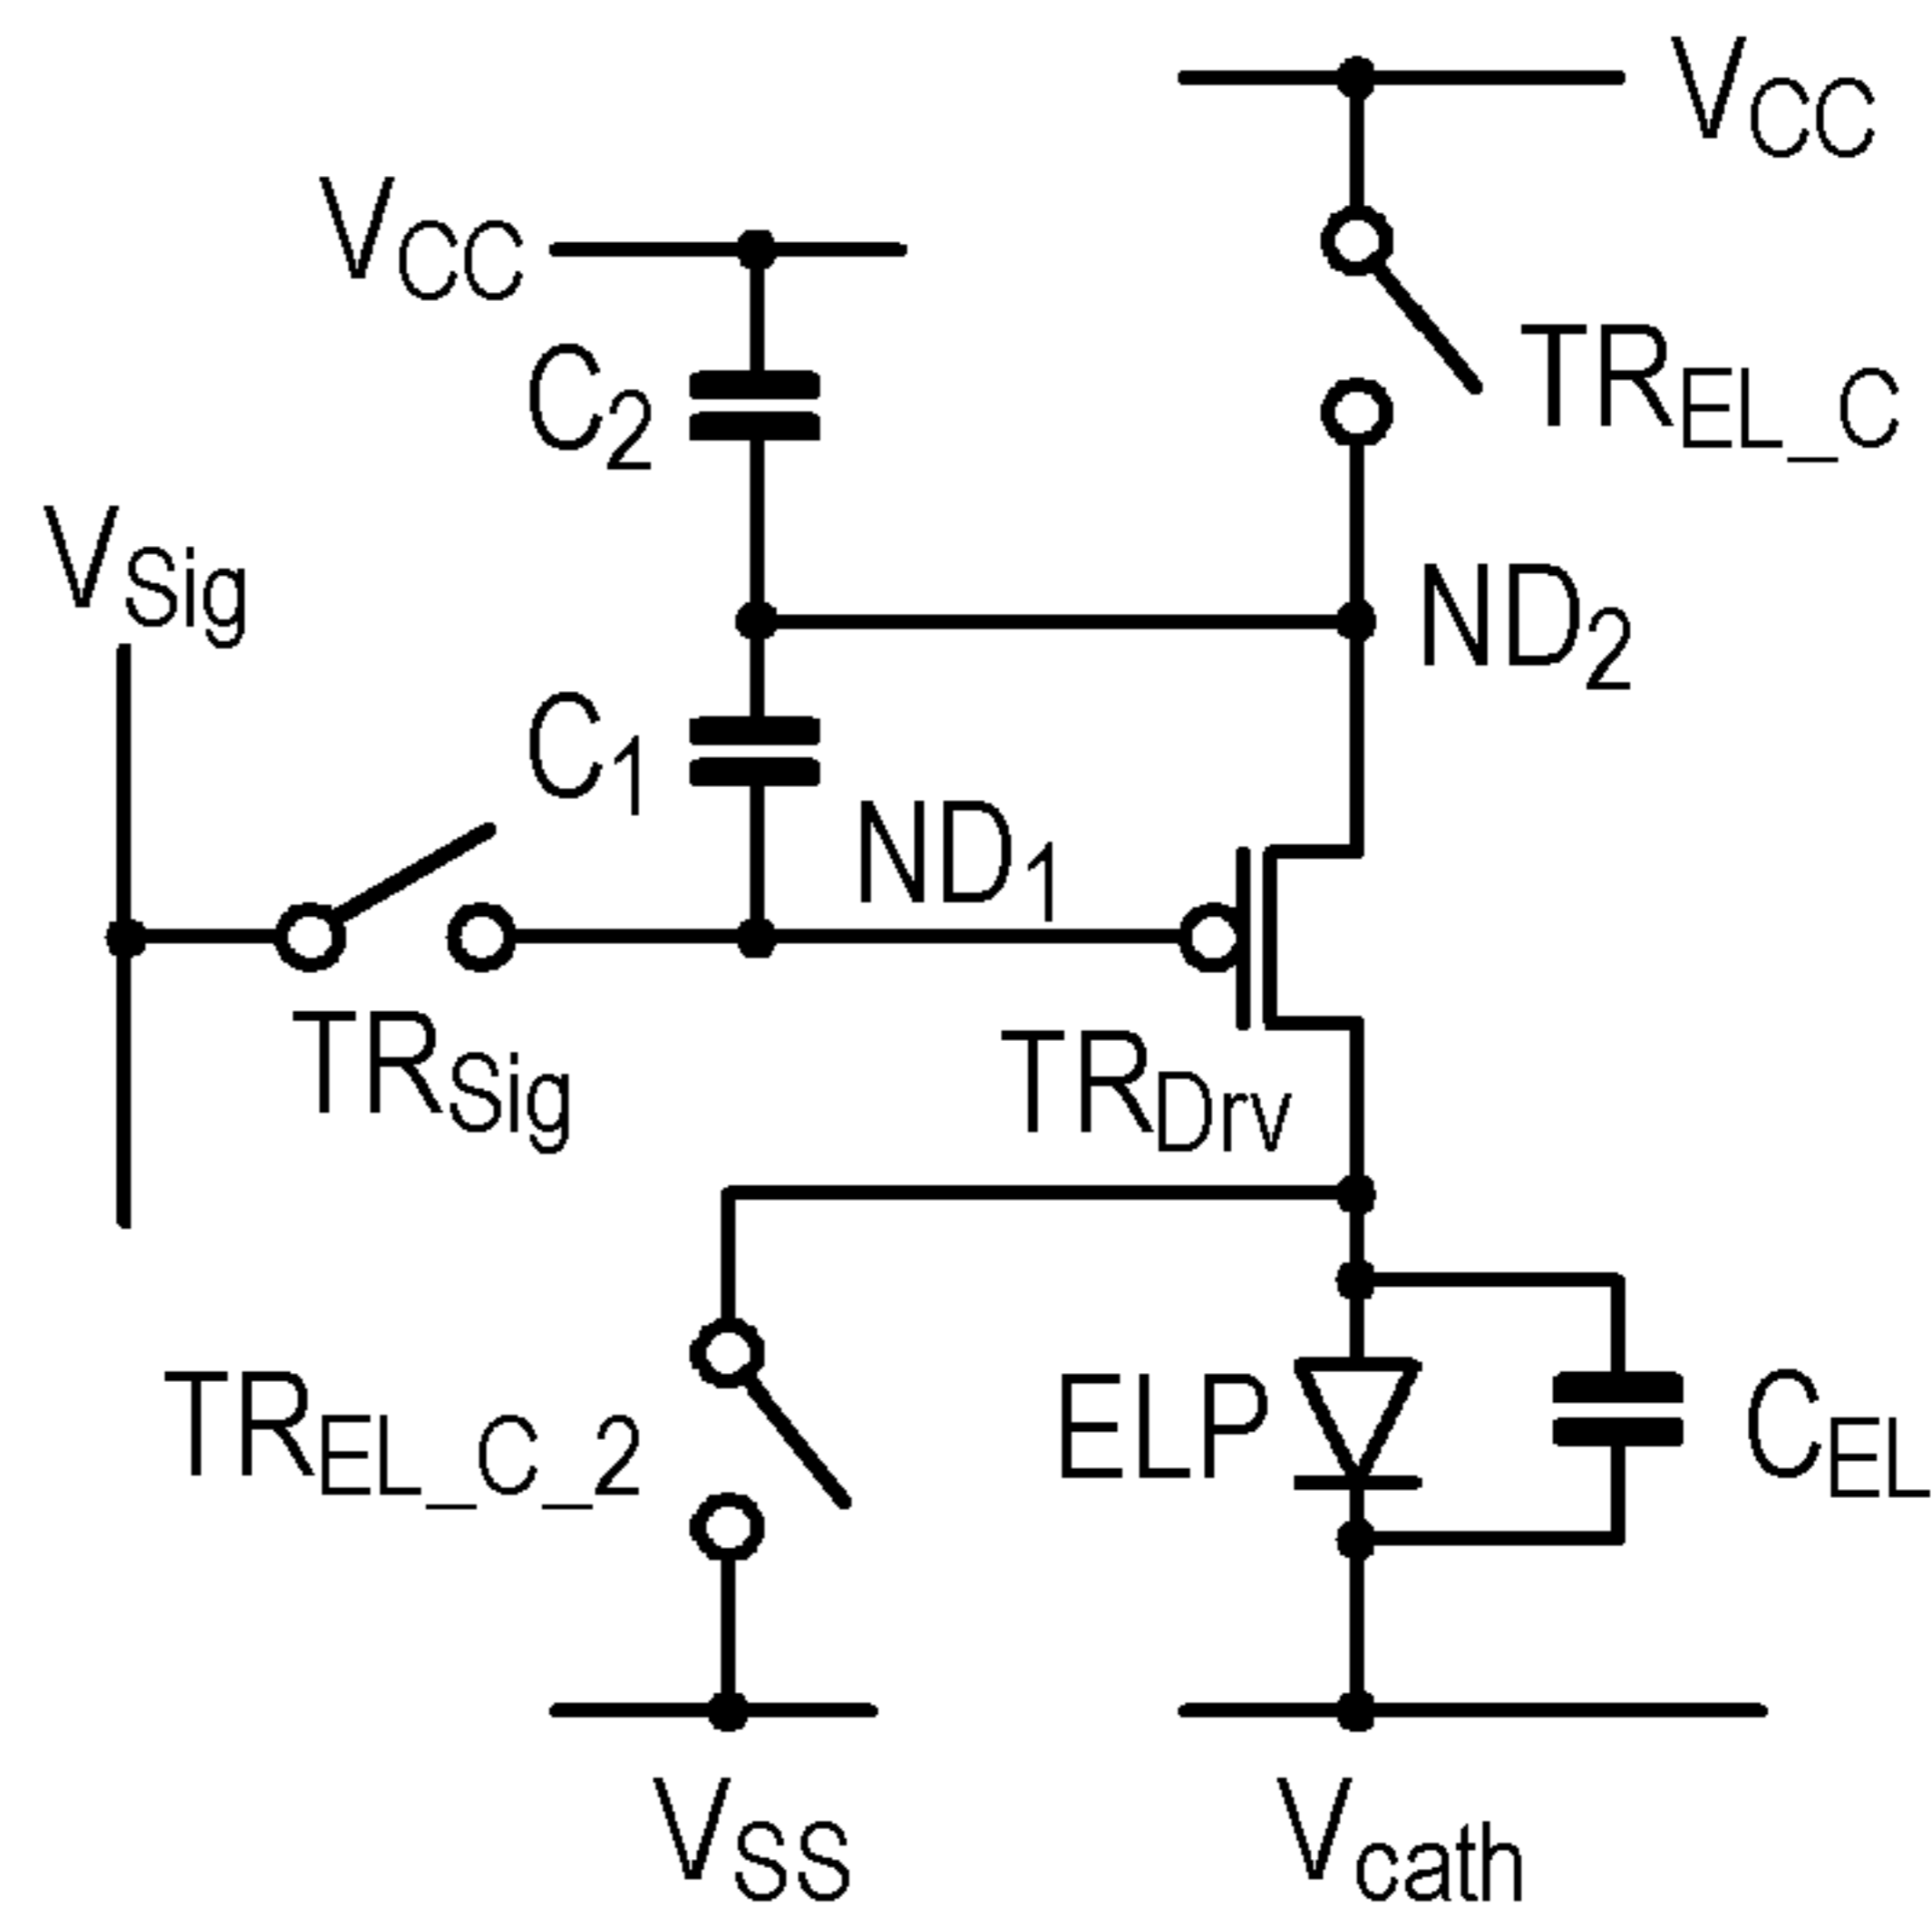 VCC
VCC
C2
TREL_C
VSig
ND2
C1
ND1
TRSig
TRDrv
TREL_C_2
ELP
CEL
VSS
Vcath